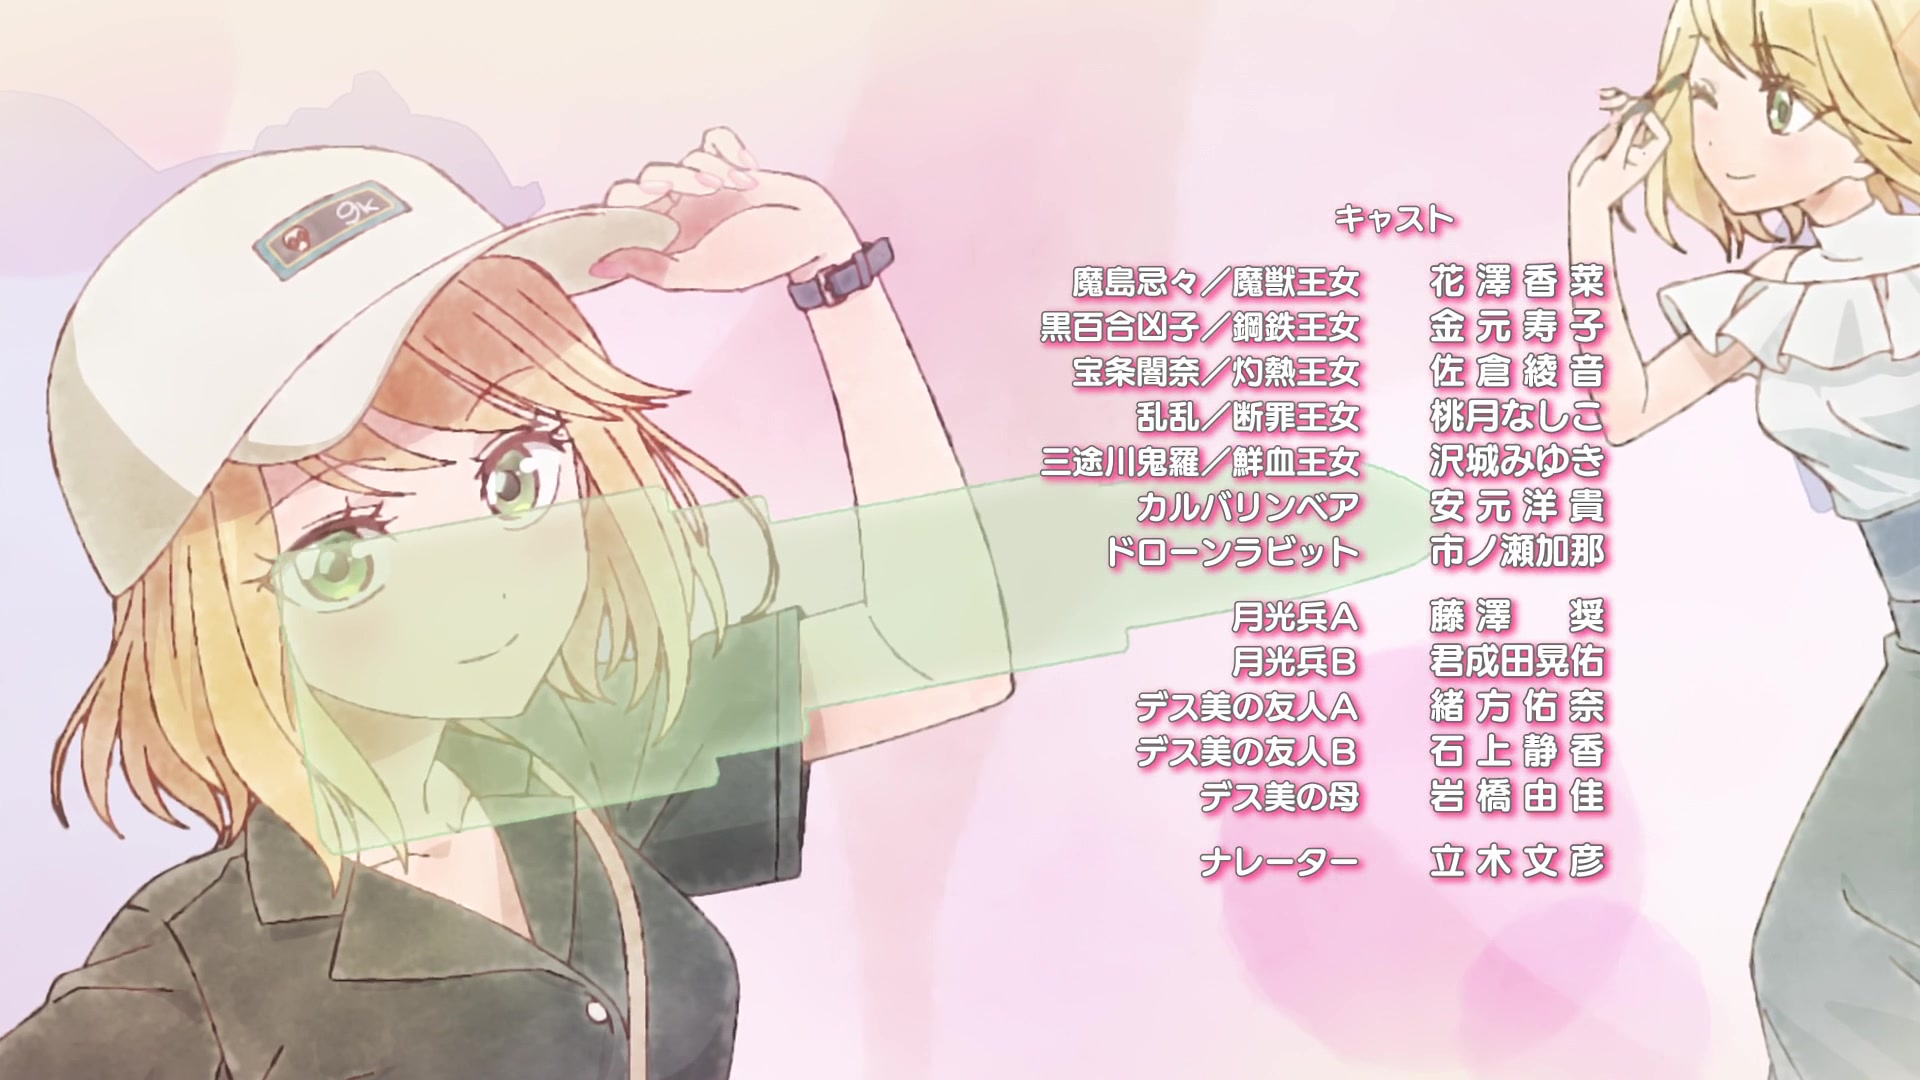 9K
キャスト
魔島忌々／魔獣王女 花澤香菜
黒百合凶子／鋼鉄王女 金元寿子
宝条闇奈／灼熱王女 佐倉綾音
乱乱／断罪王女 桃月なしこ
三途川鬼羅／鮮血王女 沢城みゆき
カルバリンベア 安元洋貴
ドローンラビット 市ノ瀬加那
月光兵A 藤澤 奨
月光兵B 君成田晃佑
デス美の友人A 緒方佑奈
デス美の友人B 石上静香
デス美の母 岩橋由佳
ナレーター 立木文彦